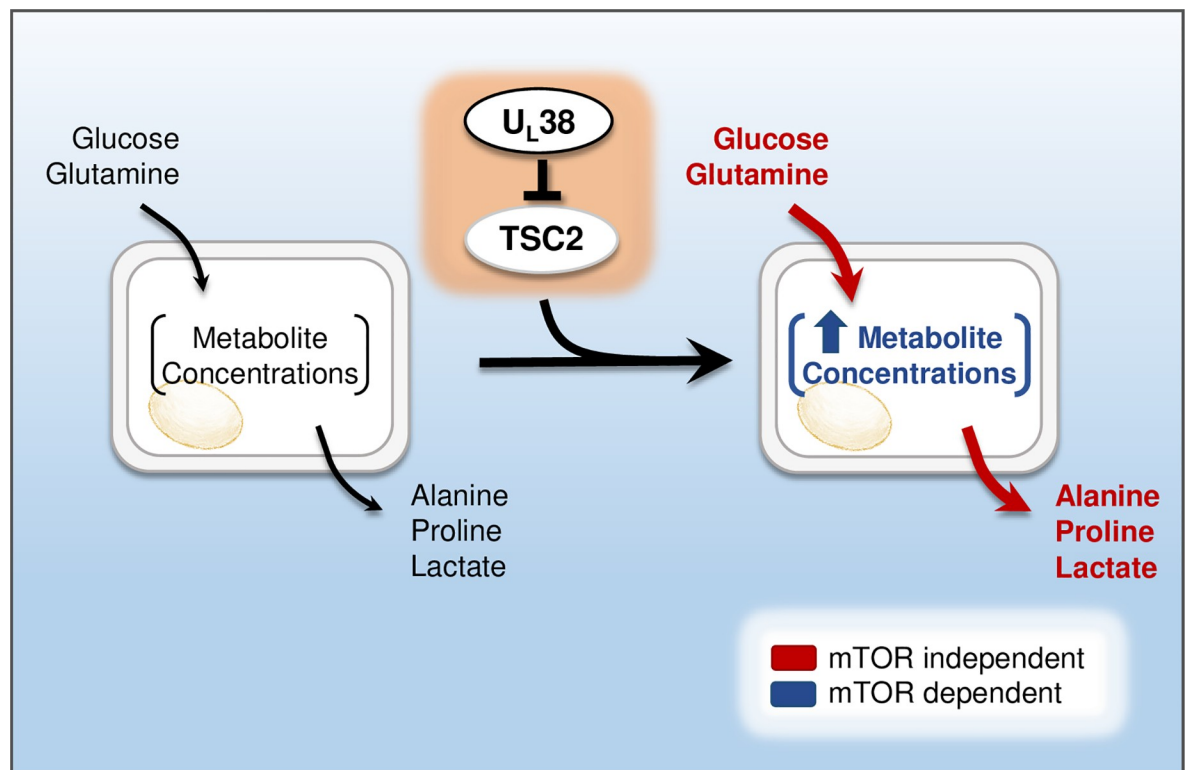 Glucose
Glutamine
Metabolite
Concentrations
Alanine
Proline
Lactate
UL38
TSC2
Glucose
Glutamine
Metabolite
Concentrations
Alanine
Proline
Lactate
mTOR independent
mTOR dependent